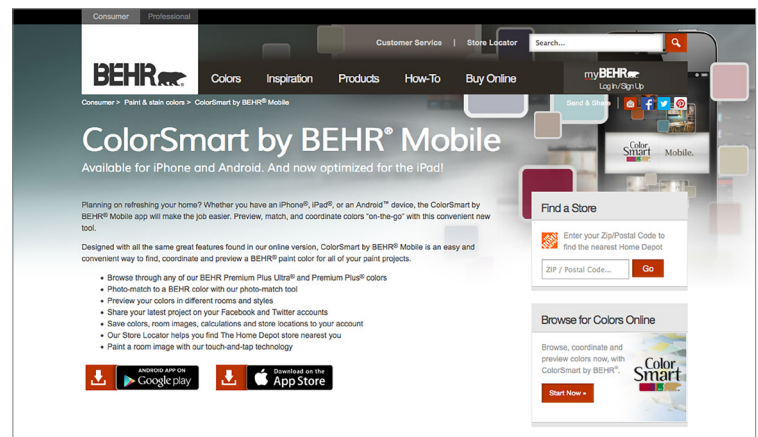 Consumer Professional
Customer Service | Store Locator Search...
BEHR
Colors Inspiration Products How-To Buy Online
myBEHR
Log In/Sign Up
Consumer > Paint & stain colors > ColorSmart by BEHR® Mobile
Send & Share
Color Smart Mobile.
ColorSmart by BEHR® Mobile
Available for iPhone and Android. And now optimized for the iPad!
Planning on refreshing your home? Whether you have an iPhone®, iPad®, or an Android™ device, the ColorSmart by
BEHR® Mobile app will make the job easier. Preview, match, and coordinate colors "on-the-go" with this convenient new
tool.
Designed with all the same great features found in our online version, ColorSmart by BEHR® Mobile is an easy and
convenient way to find, coordinate and preview a BEHR® paint color for all of your paint projects.
• Browse through any of our BEHR Premium Plus Ultra® and Premium Plus® colors
• Photo-match to a BEHR color with our photo-match tool
• Preview your colors in different rooms and styles
• Share your latest project on your Facebook and Twitter accounts
• Save colors, room images, calculations and store locations to your account
• Our Store Locator helps you find The Home Depot store nearest you
• Paint a room image with our touch-and-tap technology
ANDROID APP ON
Google play
Download on the
App Store
Find a Store
Enter your Zip/Postal Code to
find the nearest Home Depot
ZIP / Postal Code... Go
Browse for Colors Online
Browse, coordinate and
preview colors now, with
ColorSmart by BEHR®.
Start Now »
Color
Smart